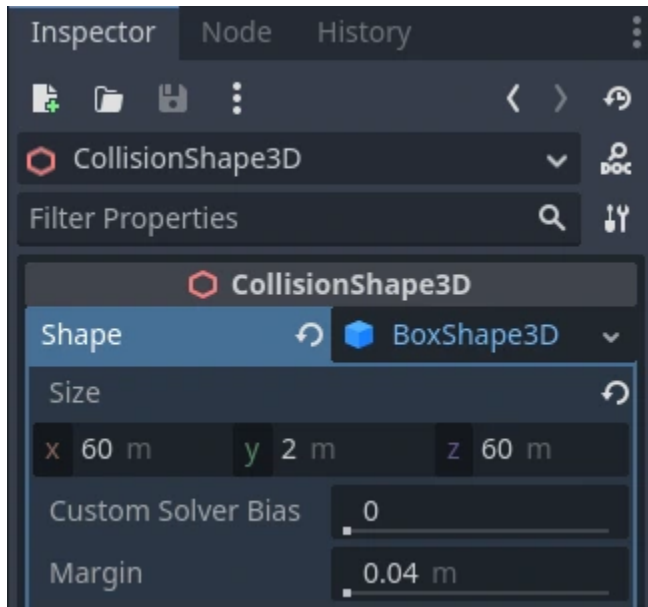 Inspector Node History
CollisionShape3D
DOC
Filter Properties
CollisionShape3D
Shape BoxShape3D
Size
x 60 m y 2 m z 60 m
Custom Solver Bias 0
Margin 0.04 m